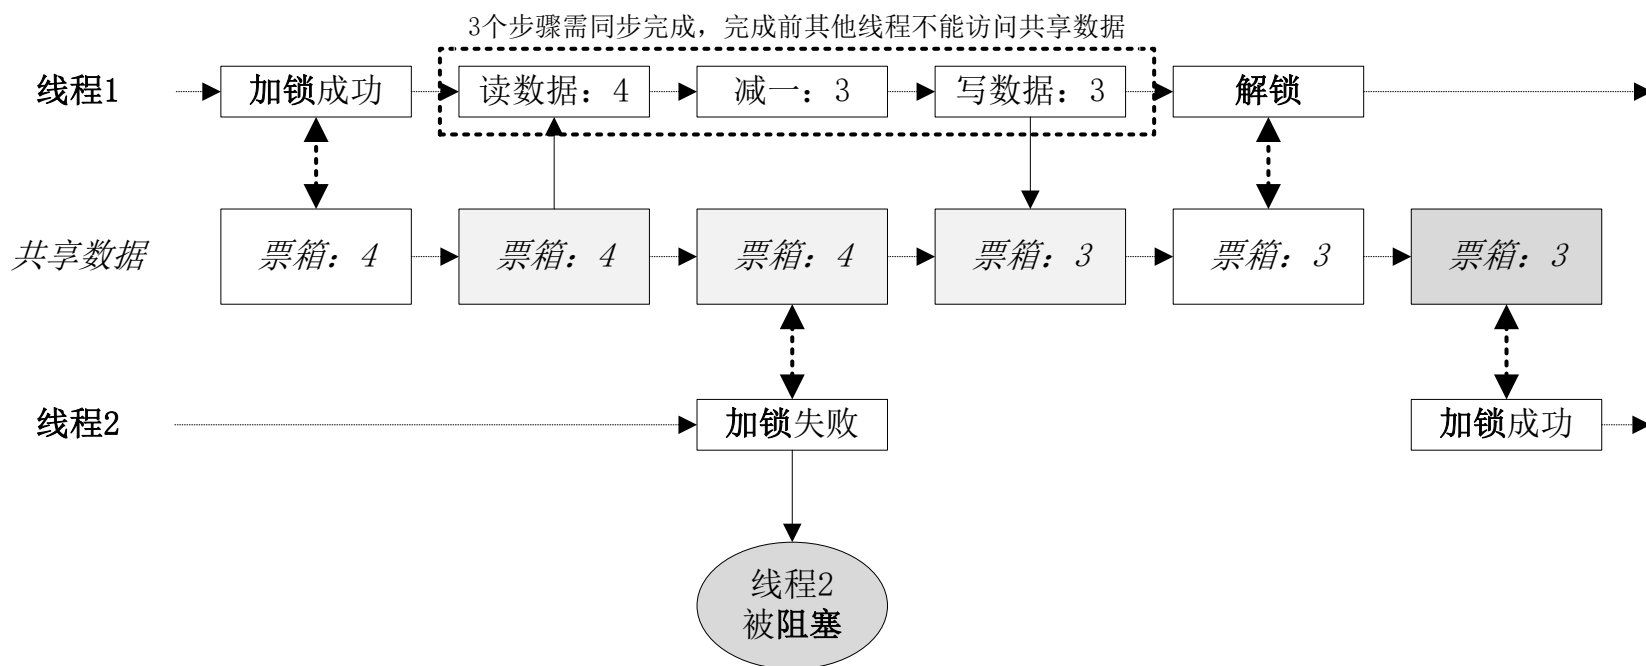 3个步骤需同步完成，完成前其他线程不能访问共享数据
线程1
加锁成功
读数据：4
减一：3
写数据：3
解锁
共享数据
票箱：4
票箱：4
票箱：4
票箱：3
票箱：3
票箱：3
线程2
加锁失败
加锁成功
线程2
被阻塞